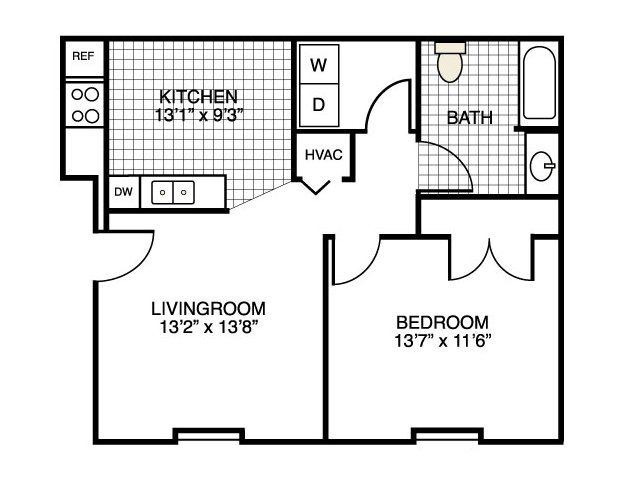 REF
KITCHEN
13'1" x 9'3"
W
D
BATH
HVAC
DW
LIVINGROOM
13'2" x 13'8"
BEDROOM
13'7" x 11'6"